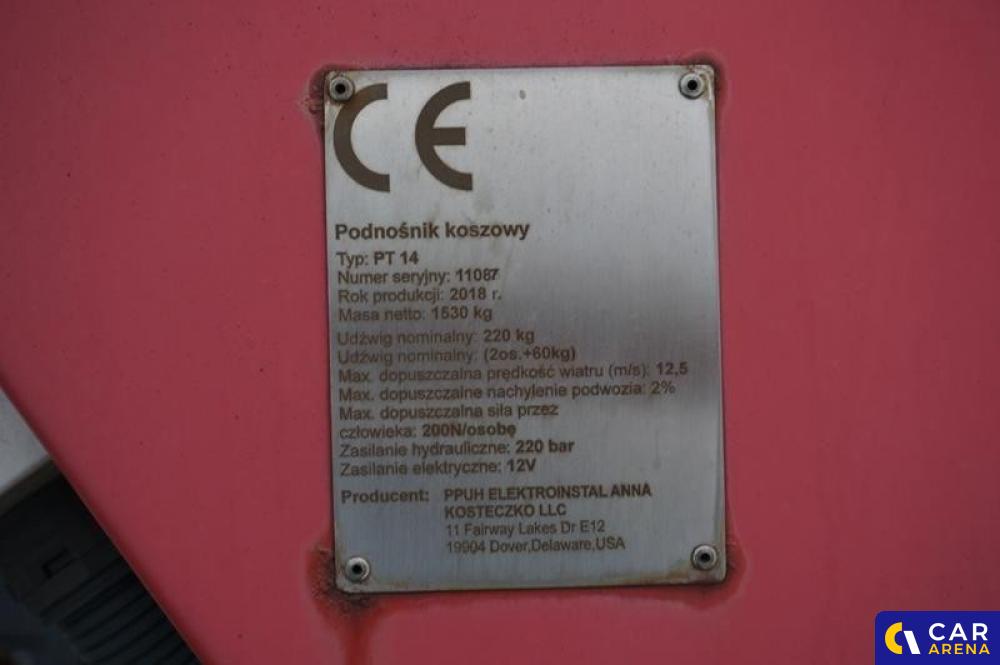 CE
Podnośnik koszowy
Typ: PT 14
Numer seryjny: 11087
Rok produkcji: 2018 r.
Masa netto: 1530 kg
Udźwig nominalny: 220 kg
Udźwig nominalny: (2os.+60kg)
Max. dopuszczalna prędkość wiatru (m/s): 12,5
Max. dopuszczalne nachylenie podwozia: 2%
Max. dopuszczalna siła przez
człowieka: 200N/osobę
Zasilanie hydrauliczne: 220 bar
Zasilanie elektryczne: 12V
Producent: PPUH ELEKTROINSTAL ANNA
KOSTECZKO LLC
11 Fairway Lakes Dr E12
19904 Dover,Delaware,USA
CAR
ARENA